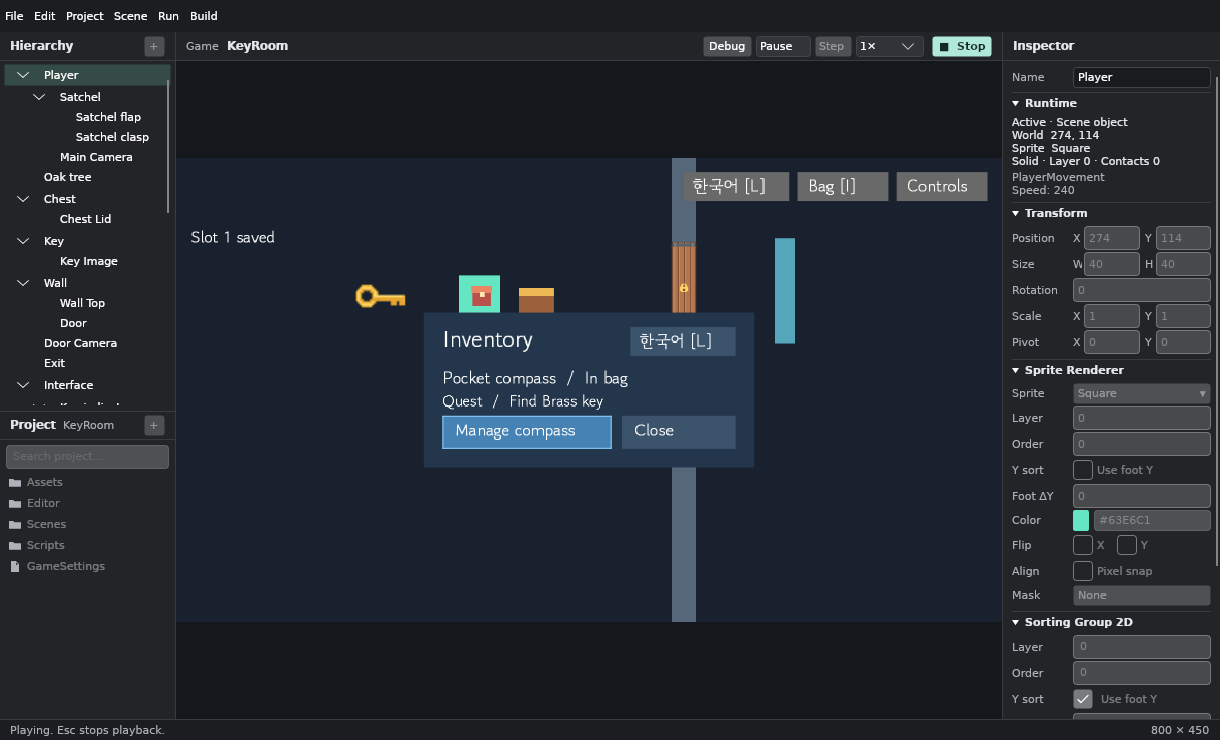 File Edit Project Scene Run Build
Hierarchy +
Player
Satchel
Satchel flap
Satchel clasp
Main Camera
Oak tree
Chest
Chest Lid
Key
Key Image
Wall
Wall Top
Door
Door Camera
Exit
Interface
Project KeyRoom +
Search project...
Assets
Editor
Scenes
Scripts
GameSettings
Game KeyRoom Debug Pause Step 1× Stop
한국어 [L] Bag [I] Controls
Slot 1 saved
Inventory 한국어 [L]
Pocket compass / In bag
Quest / Find Brass key
Manage compass Close
Inspector
Name Player
Runtime
Active · Scene object
World 274, 114
Sprite Square
Solid · Layer 0 · Contacts 0
PlayerMovement
Speed: 240
Transform
Position X 274 Y 114
Size W 40 H 40
Rotation 0
Scale X 1 Y 1
Pivot X 0 Y 0
Sprite Renderer
Sprite Square
Layer 0
Order 0
Y sort Use foot Y
Foot ΔY 0
Color #63E6C1
Flip X Y
Align Pixel snap
Mask None
Sorting Group 2D
Layer 0
Order 0
Y sort Use foot Y
Playing. Esc stops playback. 800 × 450